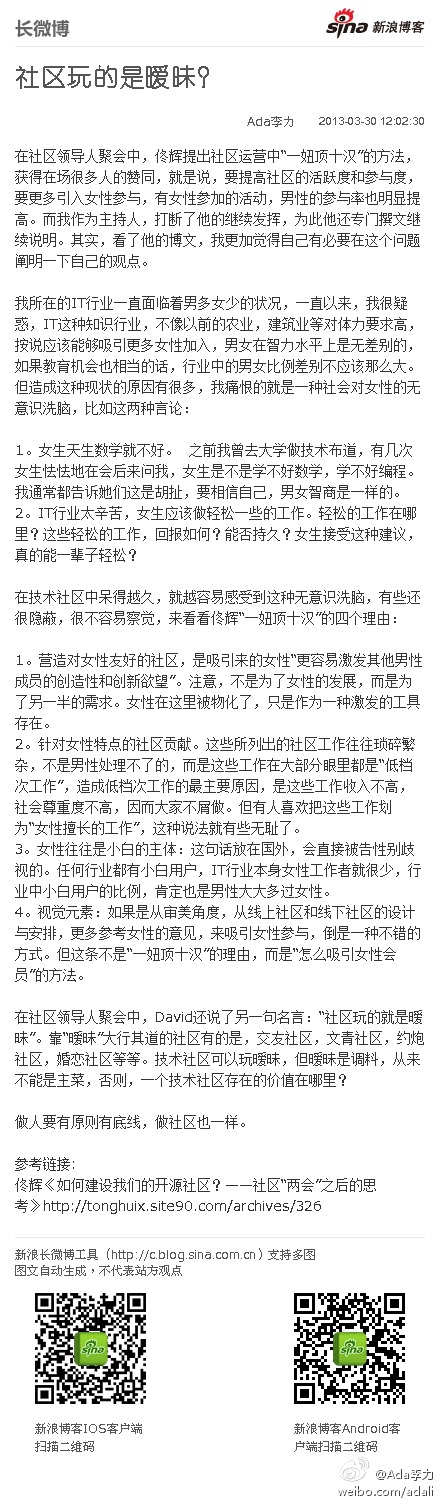 长微博
sina 新浪博客
社区玩的是暧昧?
Ada李力 2013-03-30 12:02:30
在社区领导人聚会中，佟辉提出社区运营中“一妞顶十汉”的方法，
获得在场很多人的赞同，就是说，要提高社区的活跃度和参与度，
要更多引入女性参与，有女性参加的活动，男性的参与率也明显提
高。而我作为主持人，打断了他的继续发挥，为此他还专门撰文继
续说明。其实，看了他的博文，我更加觉得自己有必要在这个问题
阐明一下自己的观点。
我所在的IT行业一直面临着男多女少的状况，一直以来，我很疑
惑，IT这种知识行业，不像以前的农业，建筑业等对体力要求高，
按说应该能够吸引更多女性加入，男女在智力水平上是无差别的，
如果教育机会也相当的话，行业中的男女比例差别不应该那么大。
但造成这种现状的原因有很多，我痛恨的就是一种社会对女性的无
意识洗脑，比如这两种言论：
1。女生天生数学就不好。 之前我曾去大学做技术布道，有几次
女生怯怯地在会后来问我，女生是不是学不好数学，学不好编程。
我通常都告诉她们这是胡扯，要相信自己，男女智商是一样的。
2。IT行业太辛苦，女生应该做轻松一些的工作。轻松的工作在哪
里？这些轻松的工作，回报如何？能否持久？女生接受这种建议，
真的能一辈子轻松？
在技术社区中呆得越久，就越容易感受到这种无意识洗脑，有些还
很隐蔽，很不容易察觉，来看看佟辉“一妞顶十汉”的四个理由：
1。营造对女性友好的社区，是吸引来的女性“更容易激发其他男性
成员的创造性和创新欲望”。注意，不是为了女性的发展，而是为
了另一半的需求。女性在这里被物化了，只是作为一种激发的工具
存在。
2。针对女性特点的社区贡献。这些所列出的社区工作往往琐碎繁
杂，不是男性处理不了的，而是这些工作在大部分眼里都是“低档
次工作”，造成低档次工作的最主要原因，是这些工作收入不高，
社会尊重度不高，因而大家不屑做。但有人喜欢把这些工作划
为“女性擅长的工作”，这种说法就有些无耻了。
3。女性往往是小白的主体：这句话放在国外，会直接被告性别歧
视的。任何行业都有小白用户，IT行业本身女性工作者就很少，行
业中小白用户的比例，肯定也是男性大大多过女性。
4。视觉元素：如果是从审美角度，从线上社区和线下社区的设计
与安排，更多参考女性的意见，来吸引女性参与，倒是一种不错的
方式。但这条不是“一妞顶十汉”的理由，而是“怎么吸引女性会
员”的方法。
在社区领导人聚会中，David还说了另一句名言：“社区玩的就是暧
昧”。靠“暧昧”大行其道的社区有的是，交友社区，文青社区，约炮
社区，婚恋社区等等。技术社区可以玩暧昧，但暧昧是调料，从来
不能是主菜，否则，一个技术社区存在的价值在哪里？
做人要有原则有底线，做社区也一样。
参考链接:
佟辉《如何建设我们的开源社区？——社区“两会”之后的思
考》http://tonghuix.site90.com/archives/326
新浪长微博工具（http://c.blog.sina.com.cn）支持多图
图文自动生成，不代表站方观点
sina sina
新浪博客IOS客户端
扫描二维码
新浪博客Android客
户端扫描二维码
@Ada李力
weibo.com/adali